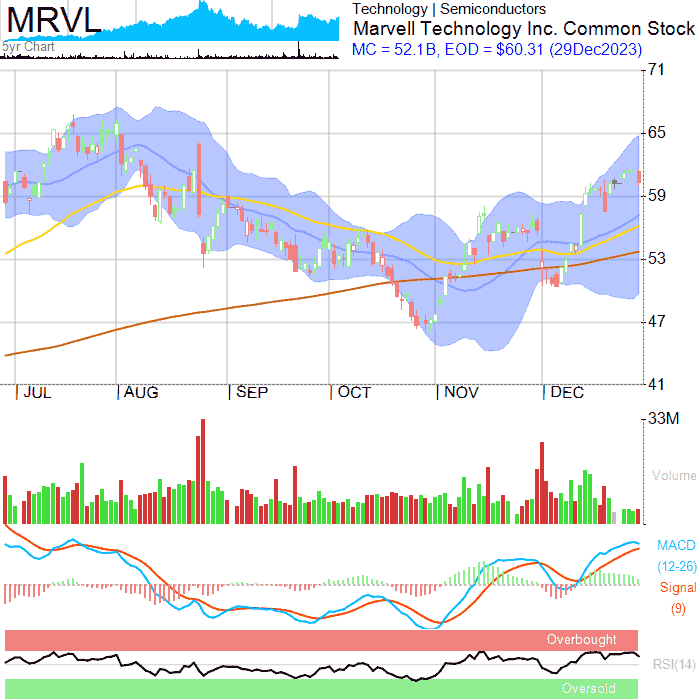 MRVL
5yr Chart
Technology | Semiconductors
Marvell Technology Inc. Common Stock
MC = 52.1B, EOD = $60.31 (29Dec2023)
71
65
59
53
47
41
JUL AUG SEP OCT NOV DEC
33M
Volume
MACD
(12-26)
Signal
(9)
Overbought
RSI(14)
Oversold